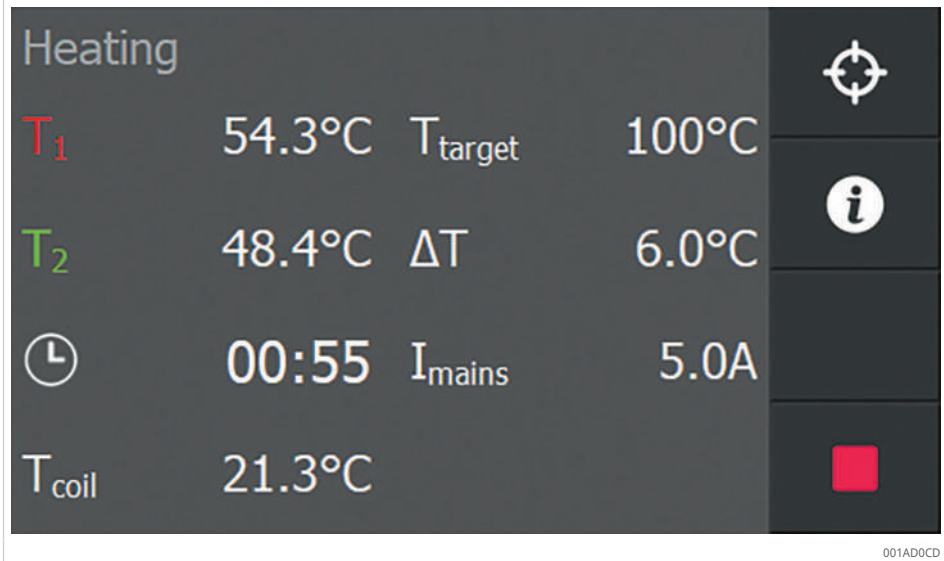 Heating
T1 54.3°C Ttarget 100°C
T2 48.4°C ΔT 6.0°C
00:55 Imains 5.0A
Tcoil 21.3°C
i
001AD0CD